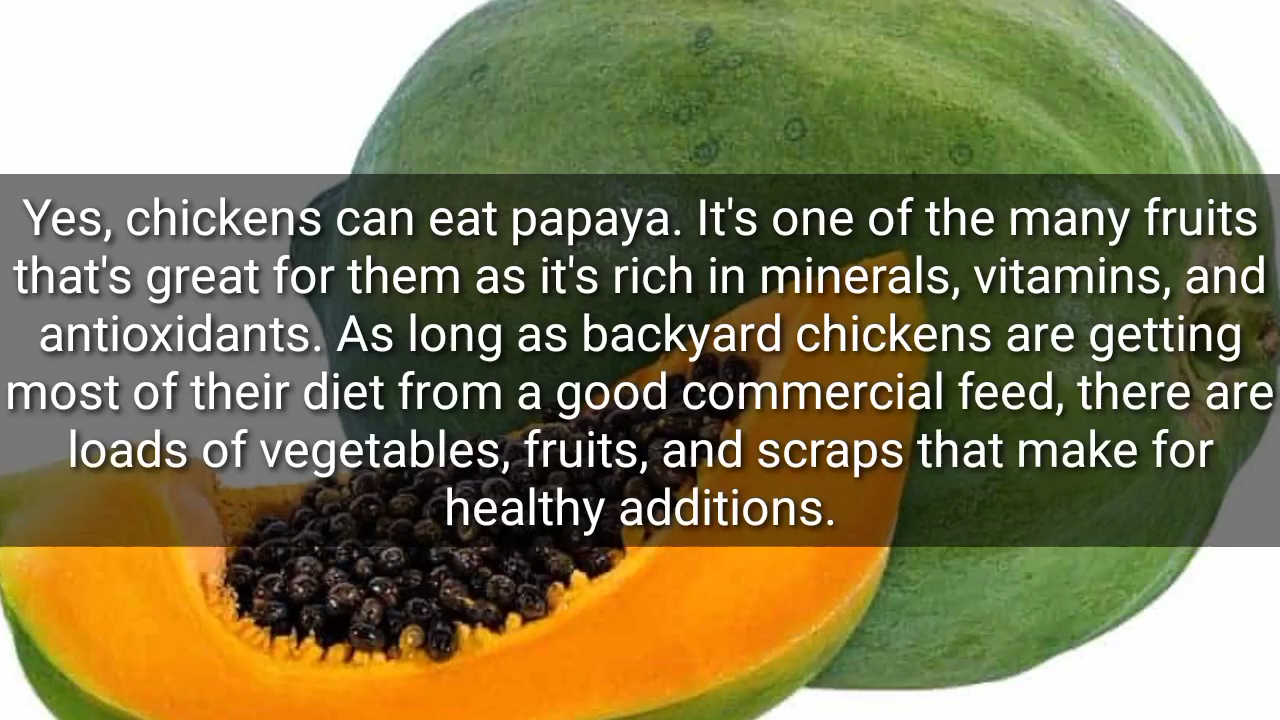 Yes, chickens can eat papaya. It's one of the many fruits
that's great for them as it's rich in minerals, vitamins, and
antioxidants. As long as backyard chickens are getting
most of their diet from a good commercial feed, there are
loads of vegetables, fruits, and scraps that make for
healthy additions.